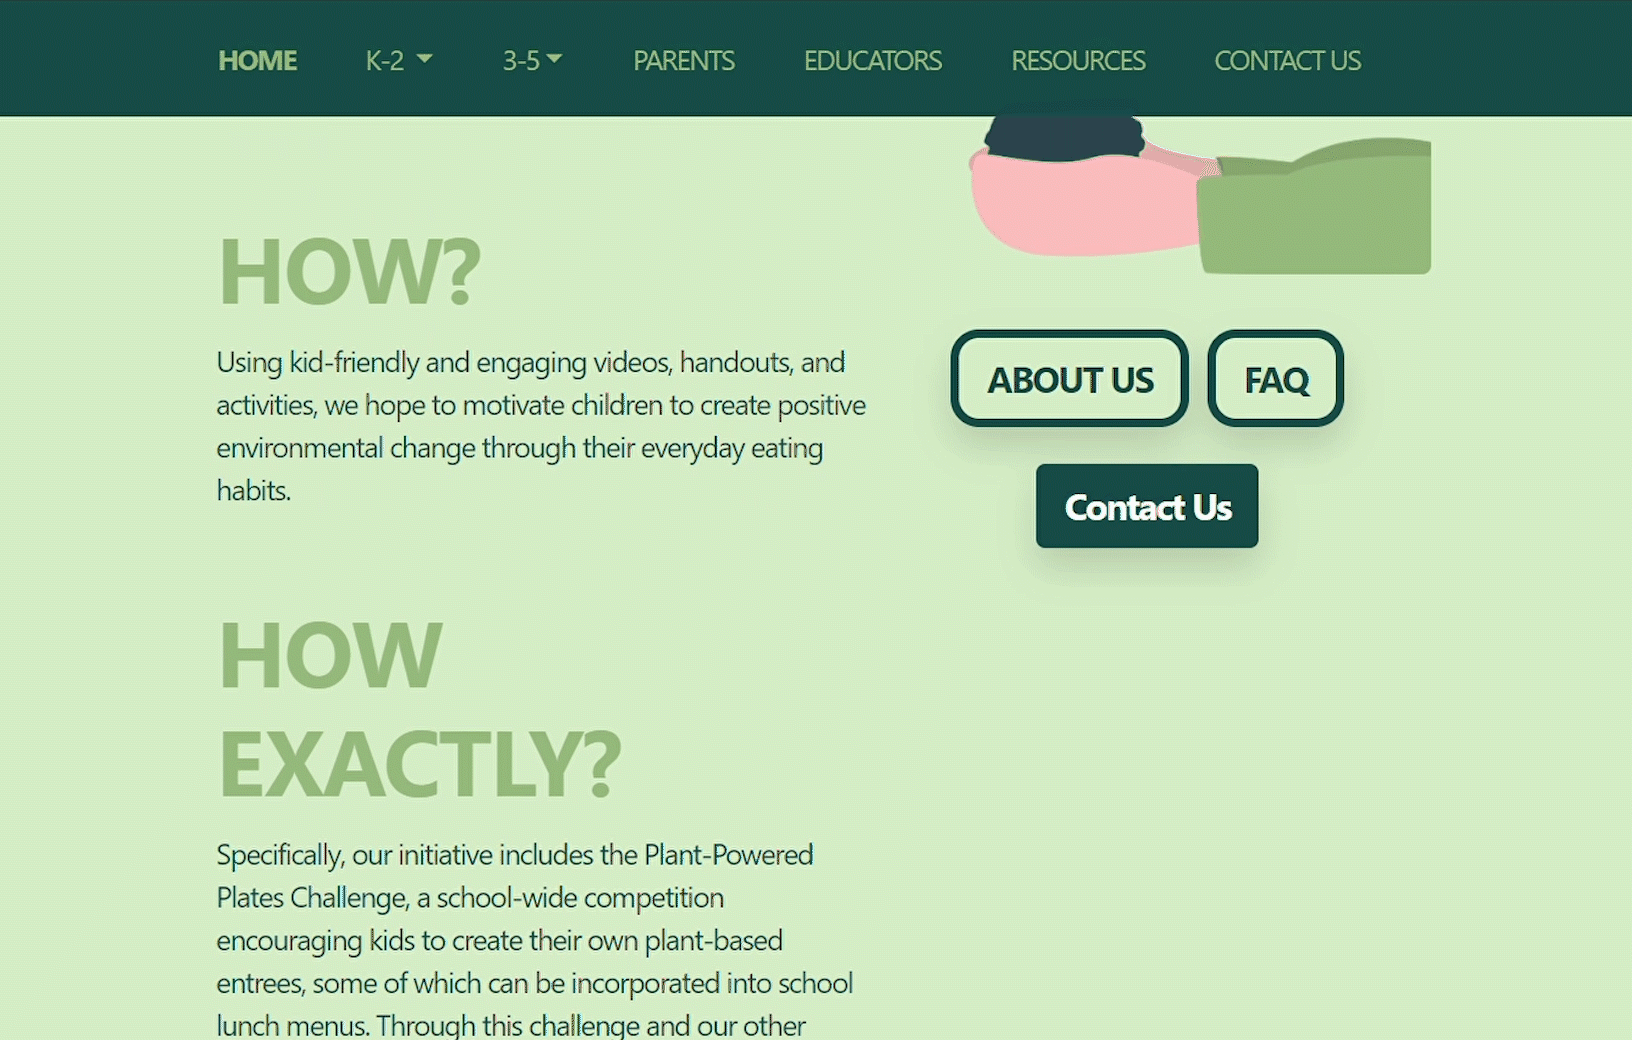 HOME K-2 3-5 PARENTS EDUCATORS RESOURCES CONTACT US
HOW?
Using kid-friendly and engaging videos, handouts, and
activities, we hope to motivate children to create positive
environmental change through their everyday eating
habits.
ABOUT US FAQ
Contact Us
HOW
EXACTLY?
Specifically, our initiative includes the Plant-Powered
Plates Challenge, a school-wide competition
encouraging kids to create their own plant-based
entrees, some of which can be incorporated into school
lunch menus. Through this challenge and our other